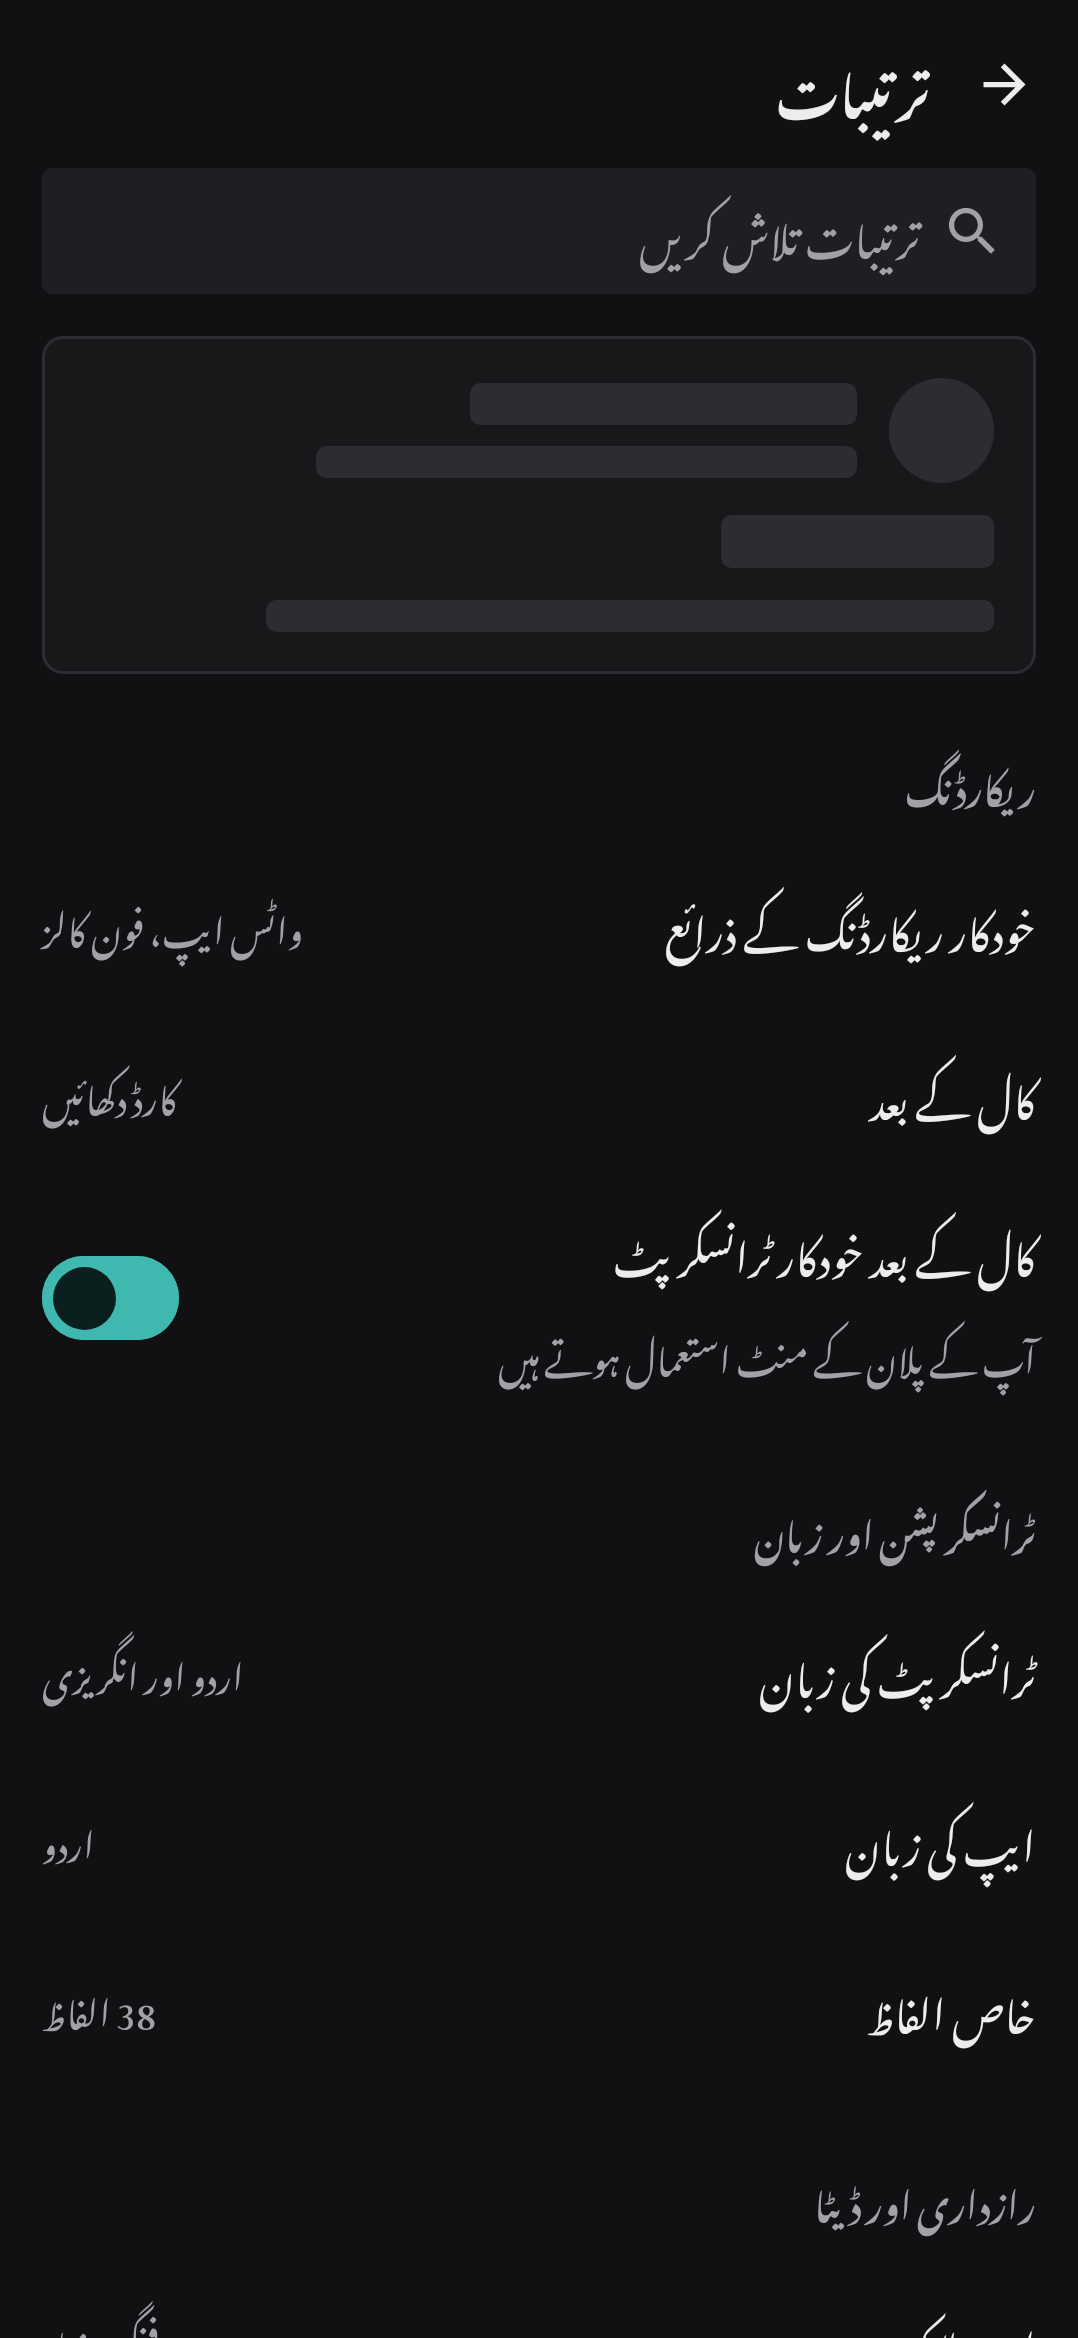 ترتیبات
ترتیبات تلاش کریں
ریکارڈنگ
خودکار ریکارڈنگ کے ذرائع
واٹس ایپ، فون کالز
کال کے بعد
کارڈ دکھائیں
کال کے بعد خودکار ٹرانسکرپٹ
آپ کے پلان کے منٹ استعمال ہوتے ہیں
ٹرانسکرپشن اور زبان
ٹرانسکرپٹ کی زبان
اردو اور انگریزی
ایپ کی زبان
اردو
خاص الفاظ
38 الفاظ
رازداری اور ڈیٹا